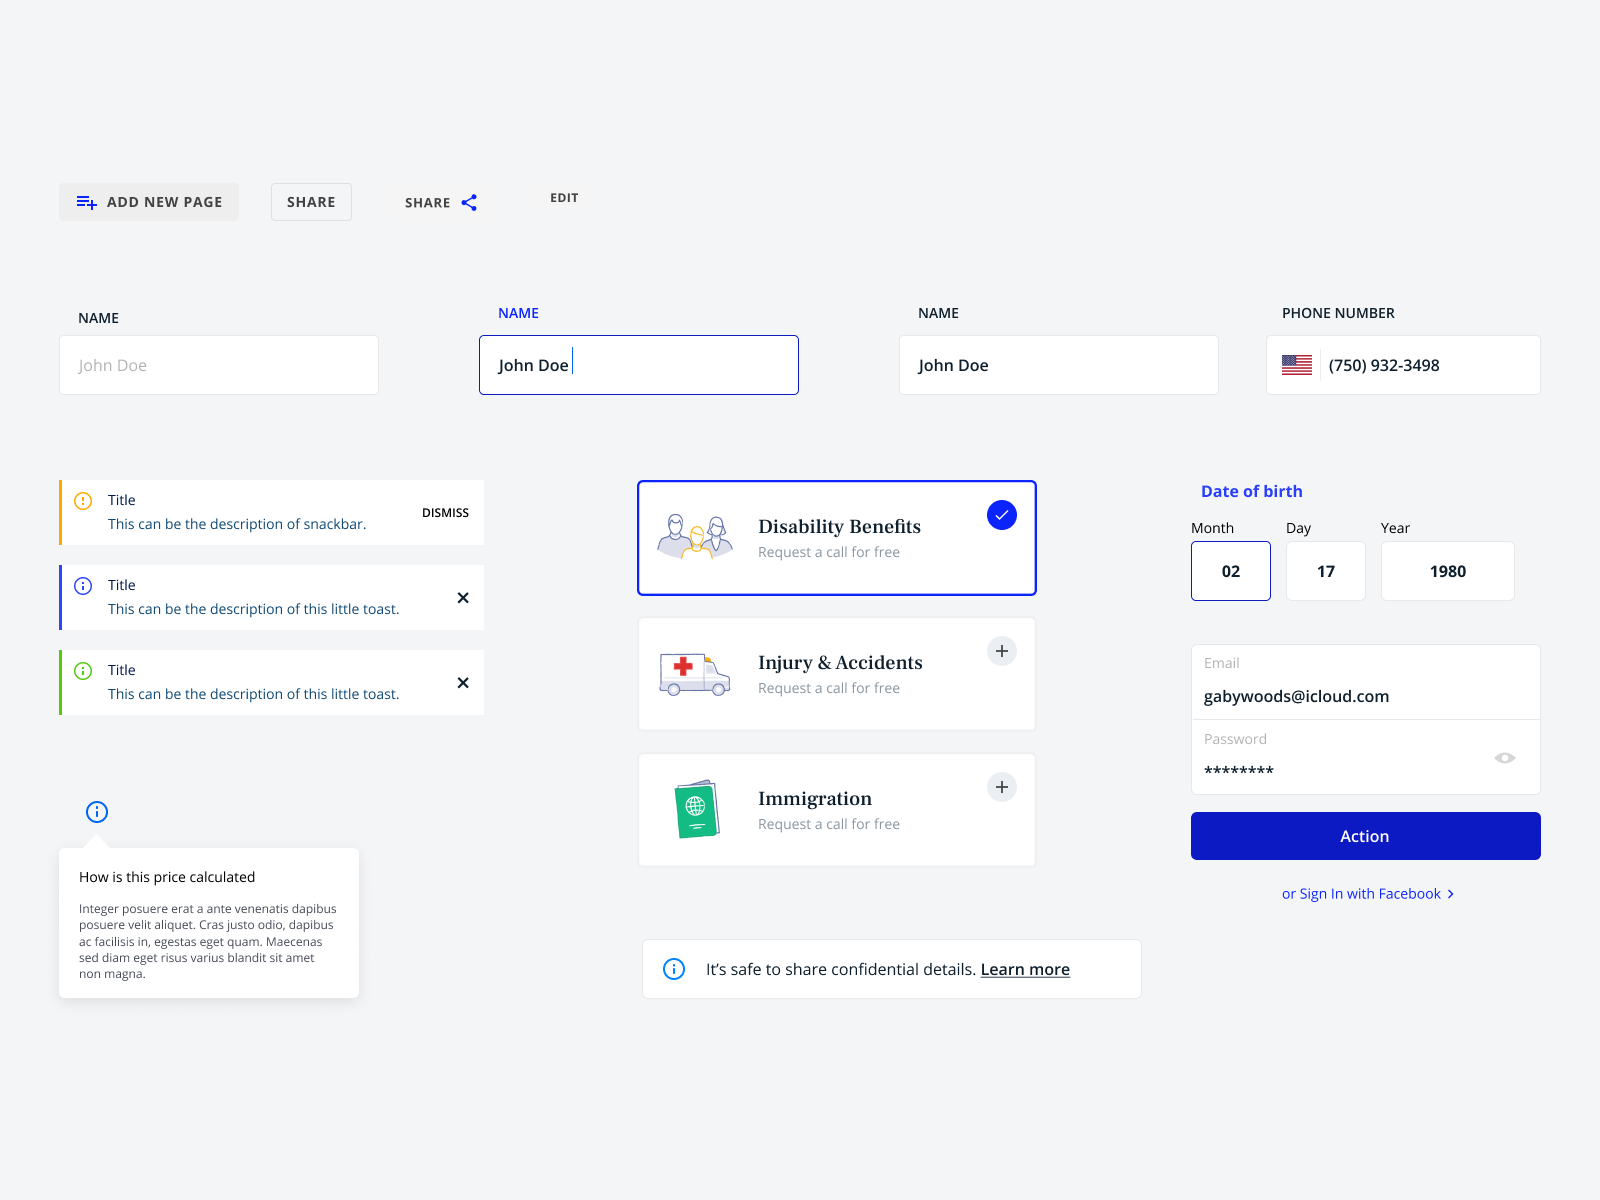 ADD NEW PAGE
SHARE
SHARE
EDIT
NAME
John Doe
NAME
John Doe
NAME
John Doe
PHONE NUMBER
(750) 932-3498
Title
This can be the description of snackbar.
DISMISS
Title
This can be the description of this little toast.
Title
This can be the description of this little toast.
How is this price calculated
Integer posuere erat a ante venenatis dapibus
posuere velit aliquet. Cras justo odio, dapibus
ac facilisis in, egestas eget quam. Maecenas
sed diam eget risus varius blandit sit amet
non magna.
Disability Benefits
Request a call for free
Injury & Accidents
Request a call for free
Immigration
Request a call for free
It’s safe to share confidential details. Learn more
Date of birth
Month
Day
Year
02
17
1980
Email
gabywoods@icloud.com
Password
********
Action
or Sign In with Facebook